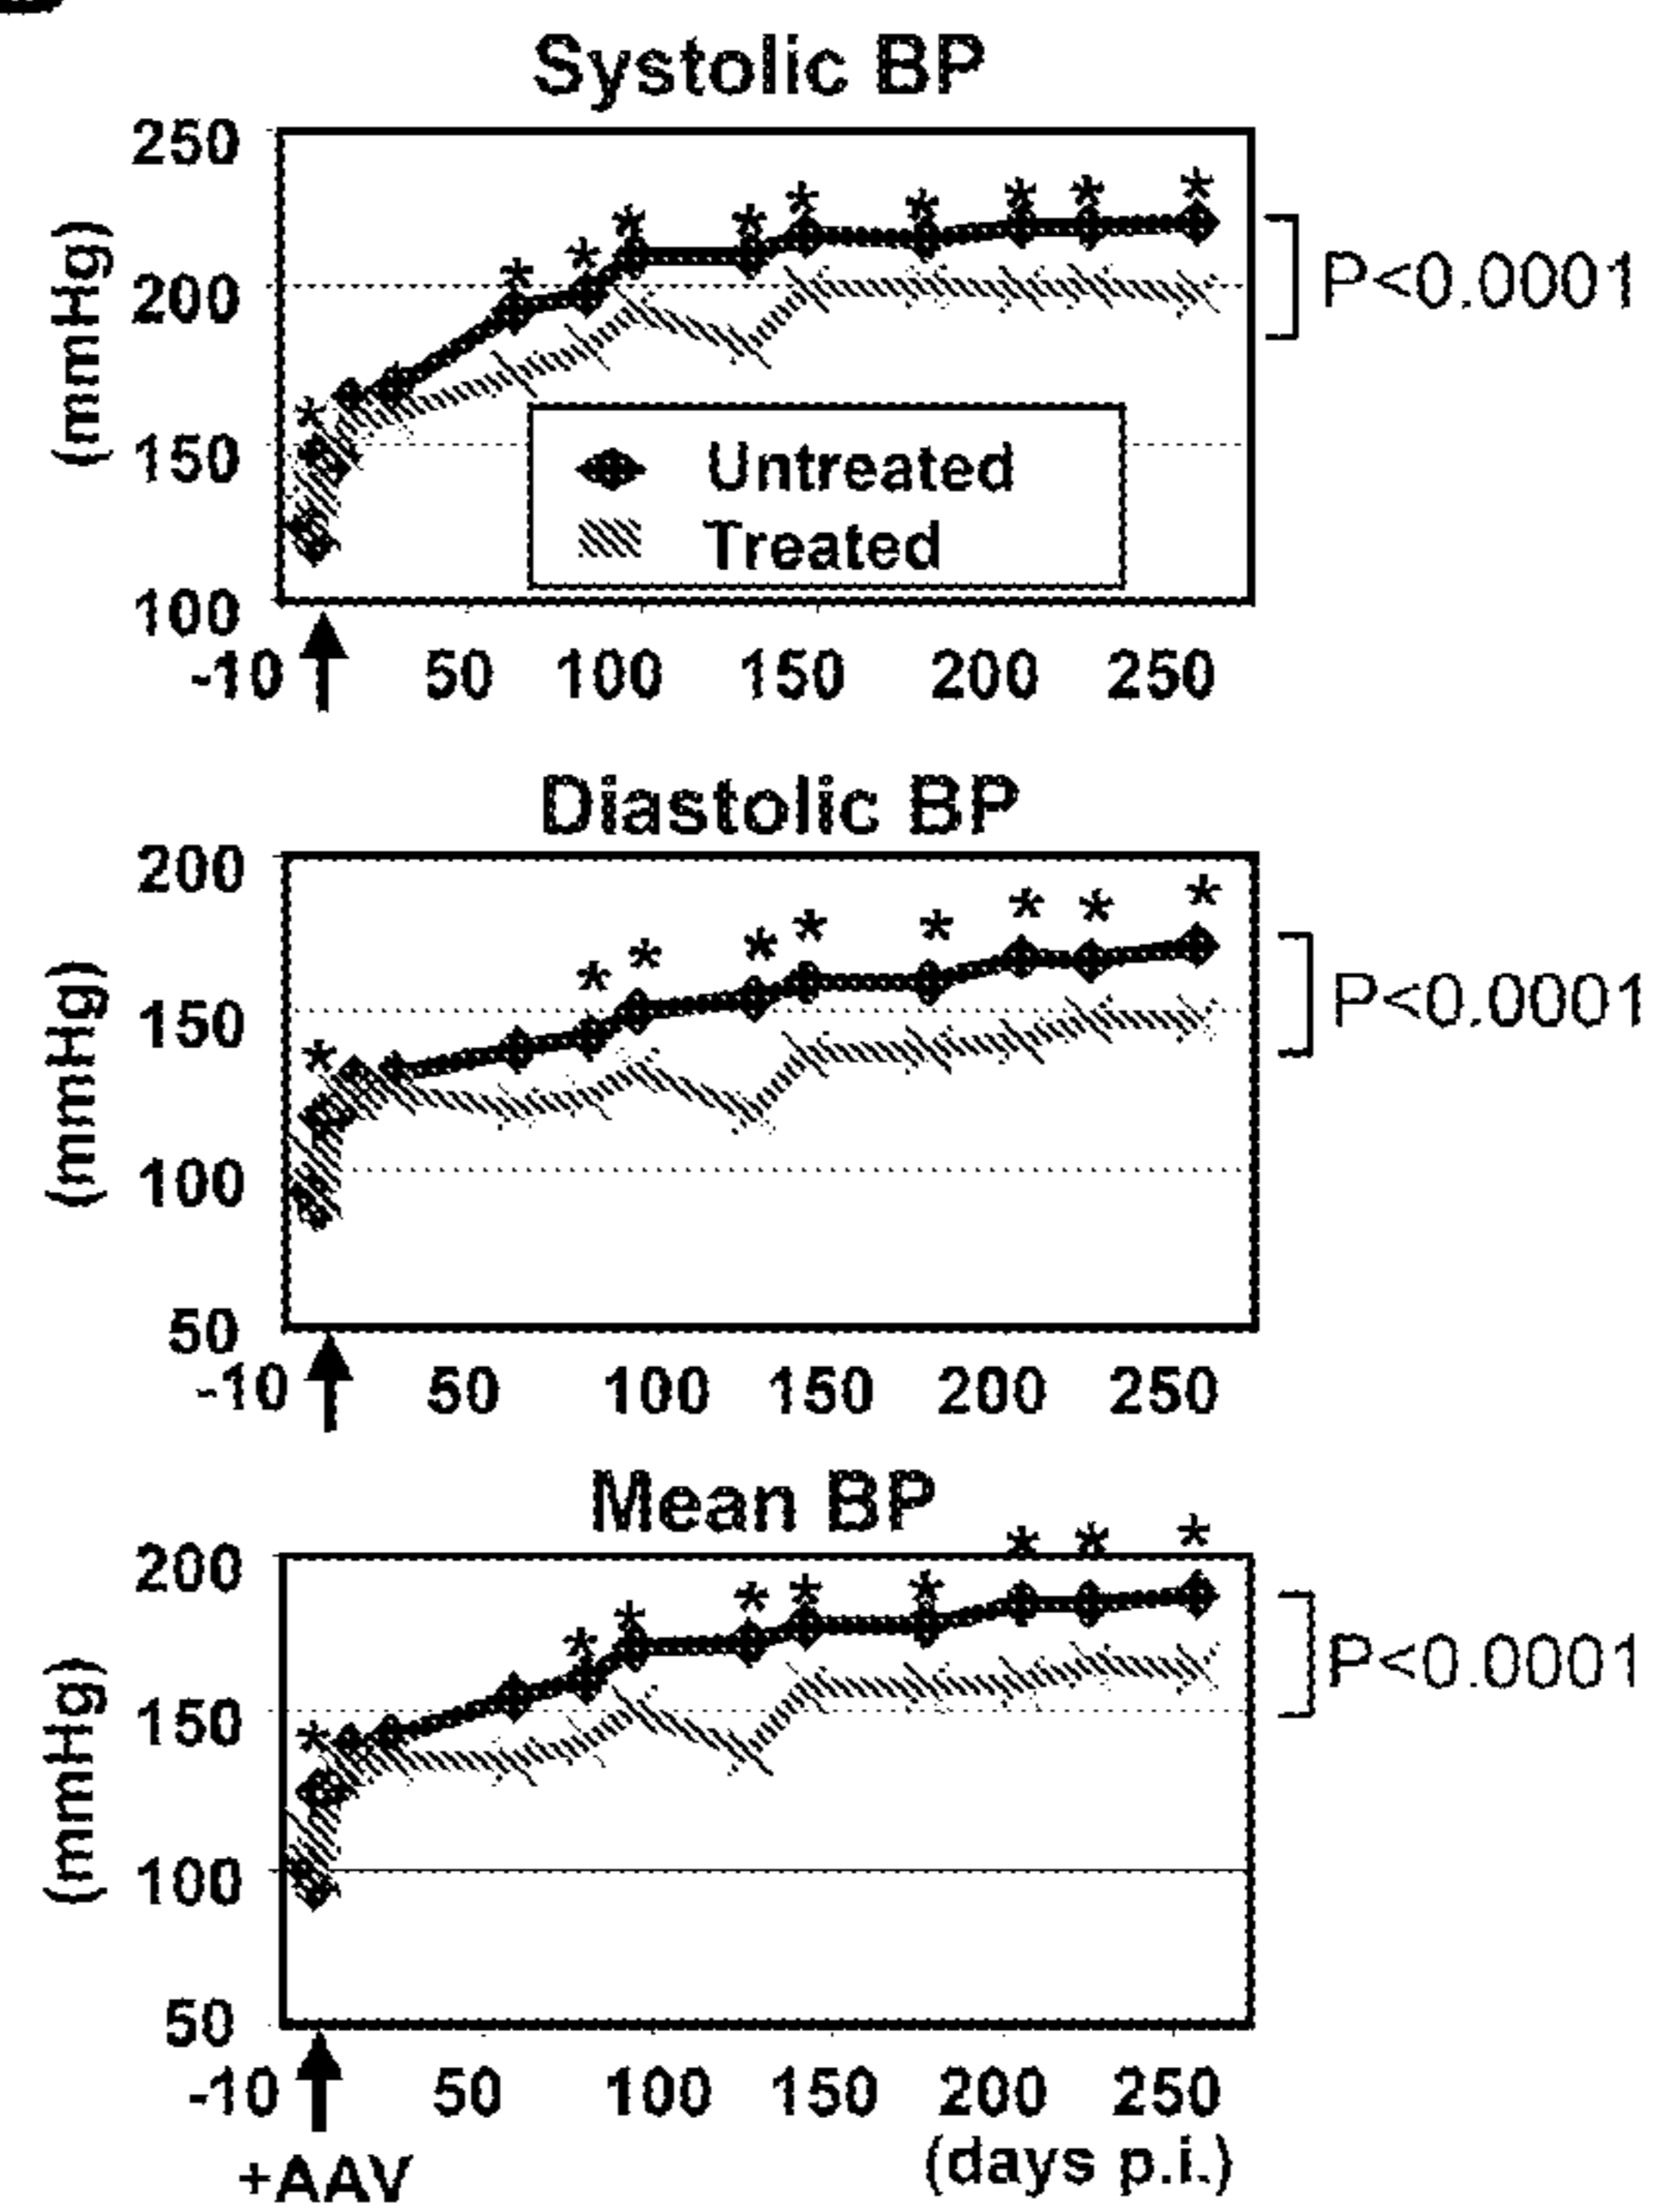 Systolic BP
250
200
150
100
(mmHg)
* * * * * * * * * *
P<0.0001
Untreated
Treated
-10 50 100 150 200 250
Diastolic BP
200
150
100
50
(mmHg)
* * * * * * * * *
P<0.0001
-10 50 100 150 200 250
Mean BP
200
150
100
50
(mmHg)
* * * * * * * * *
P<0.0001
-10 50 100 150 200 250
+AAV
(days p.i.)